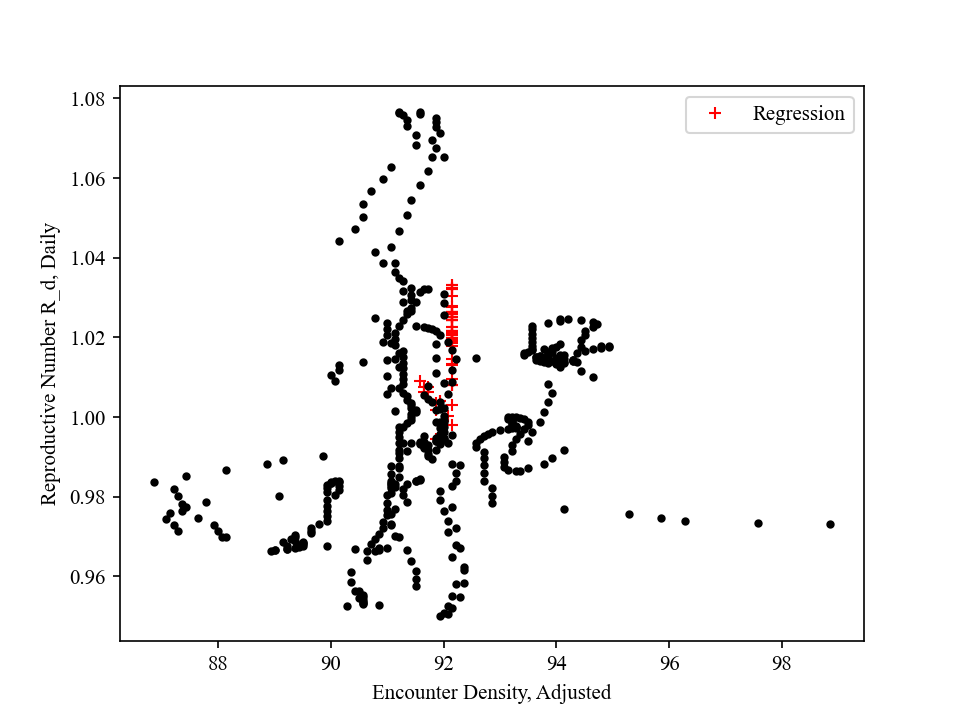 1.08
1.06
1.04
1.02
1.00
0.98
0.96
Reproductive Number R_d, Daily
Regression
88 90 92 94 96 98
Encounter Density, Adjusted